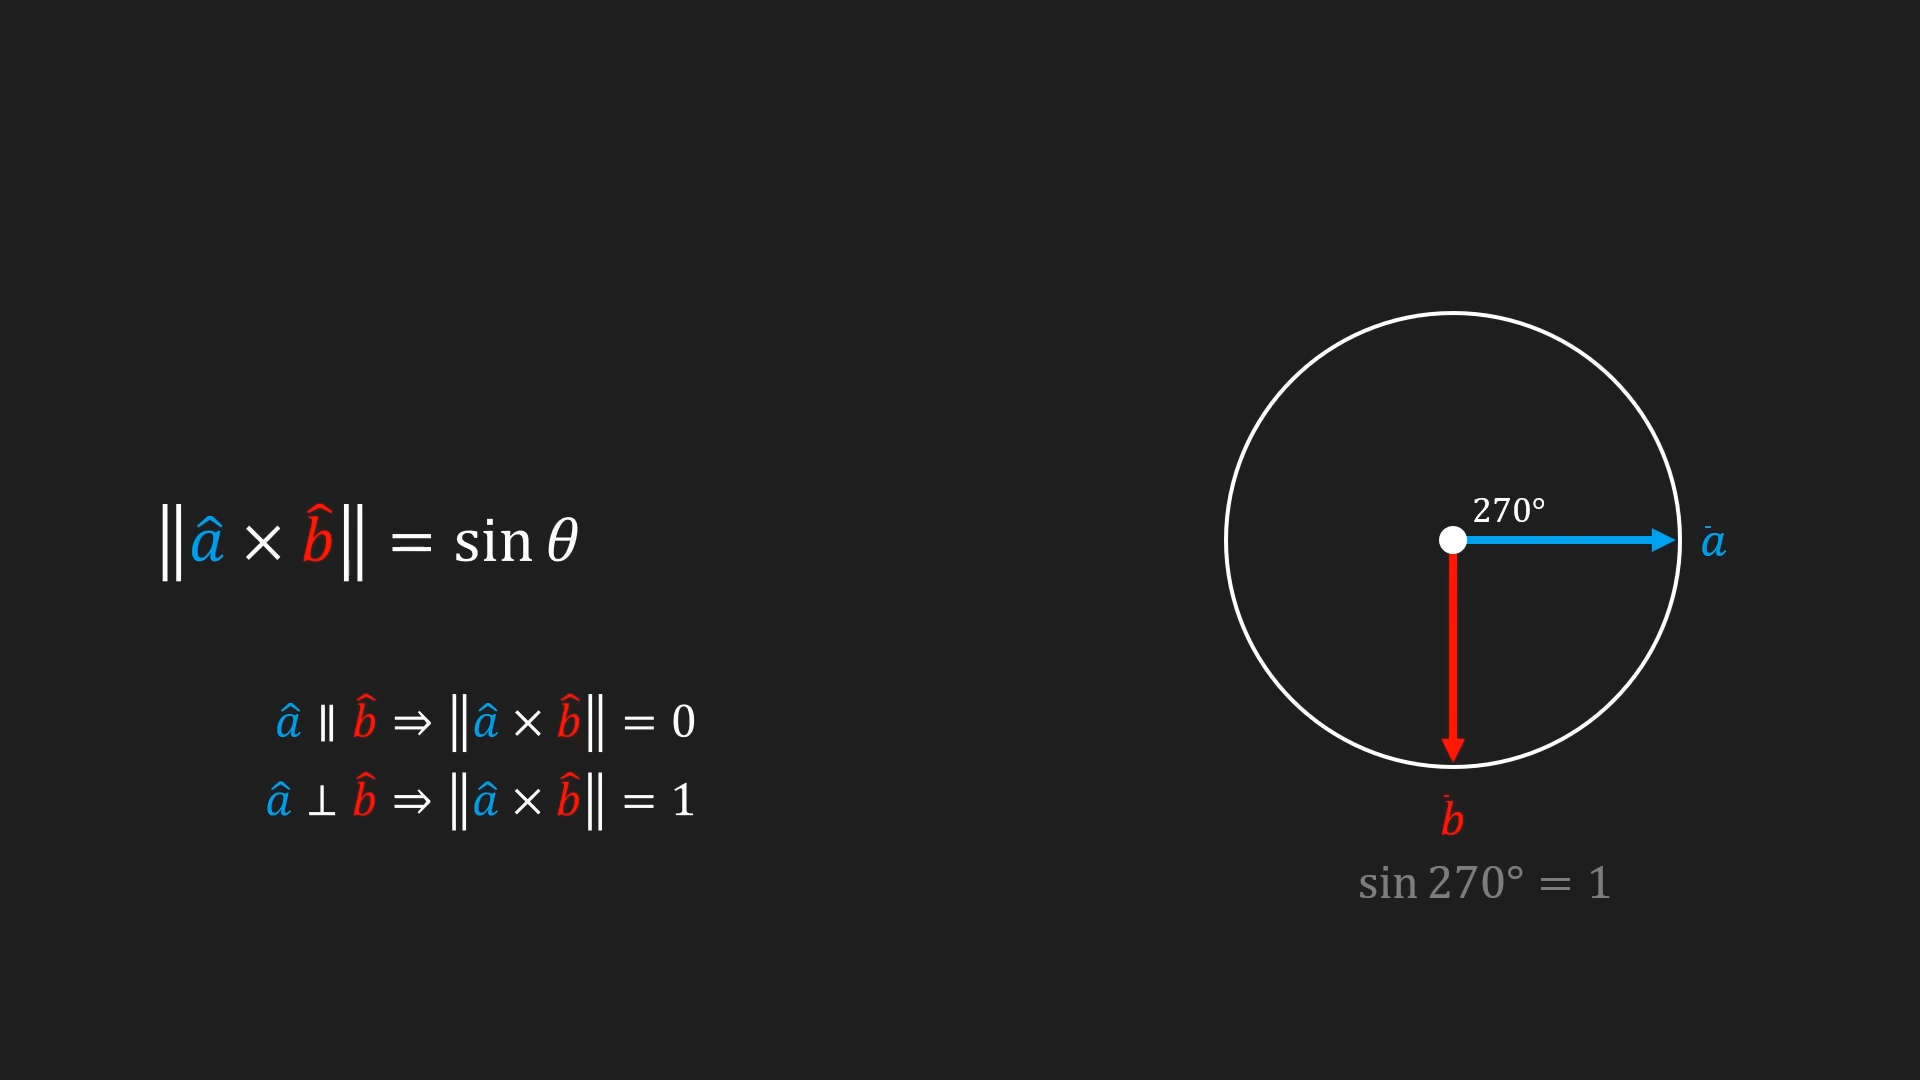 ‖â × b̂‖ = sin θ
â ∥ b̂ ⇒ ‖â × b̂‖ = 0
â ⊥ b̂ ⇒ ‖â × b̂‖ = 1
270°
ā
b̄
sin 270° = 1